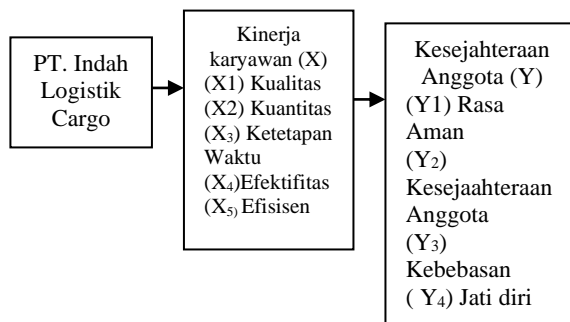 PT. Indah
Logistik
Cargo
Kinerja
karyawan (X)
(X1) Kualitas
(X2) Kuantitas
(X₃) Ketetapan
Waktu
(X₄)Efektifitas
(X₅) Efisisen
Kesejahteraan
Anggota (Y)
(Y1) Rasa
Aman
(Y₂)
Kesejaahteraan
Anggota
(Y₃)
Kebebasan
( Y₄) Jati diri